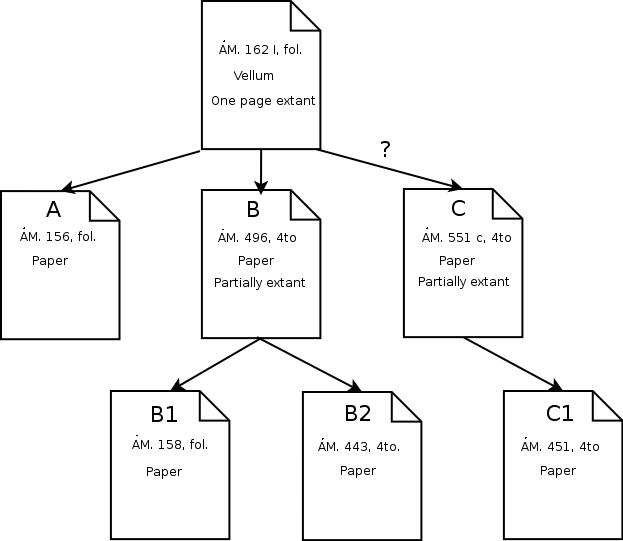 ÁM. 162 I, fol.
Vellum
One page extant
?
A
ÁM. 156, fol.
Paper
B
ÁM. 496, 4to
Paper
Partially extant
C
ÁM. 551 c, 4to
Paper
Partially extant
B1
ÁM. 158, fol.
Paper
B2
ÁM. 443, 4to.
Paper
C1
ÁM. 451, 4to
Paper